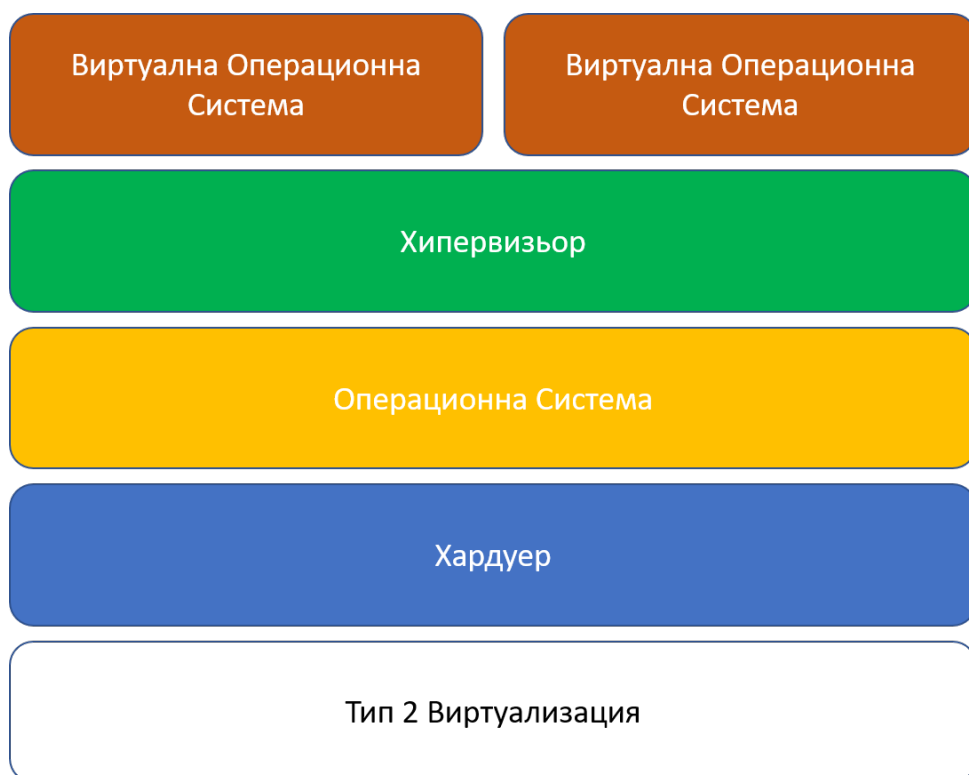 Виртуална Операционна
Система
Виртуална Операционна
Система
Хипервизьор
Операционна Система
Хардуер
Тип 2 Виртуализация